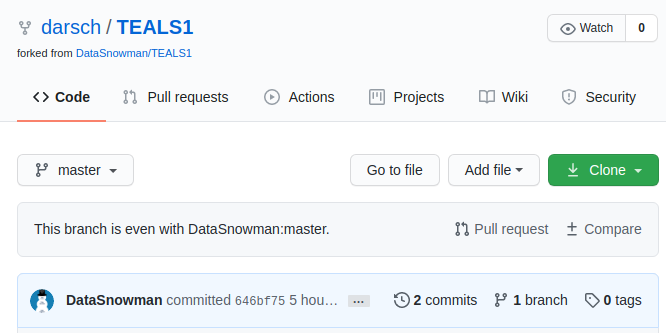 darsch / TEALS1
Watch 0
forked from DataSnowman/TEALS1
Code Pull requests Actions Projects Wiki Security
master Go to file Add file Clone
This branch is even with DataSnowman:master. Pull request Compare
DataSnowman committed 646bf75 5 hou… ... 2 commits 1 branch 0 tags